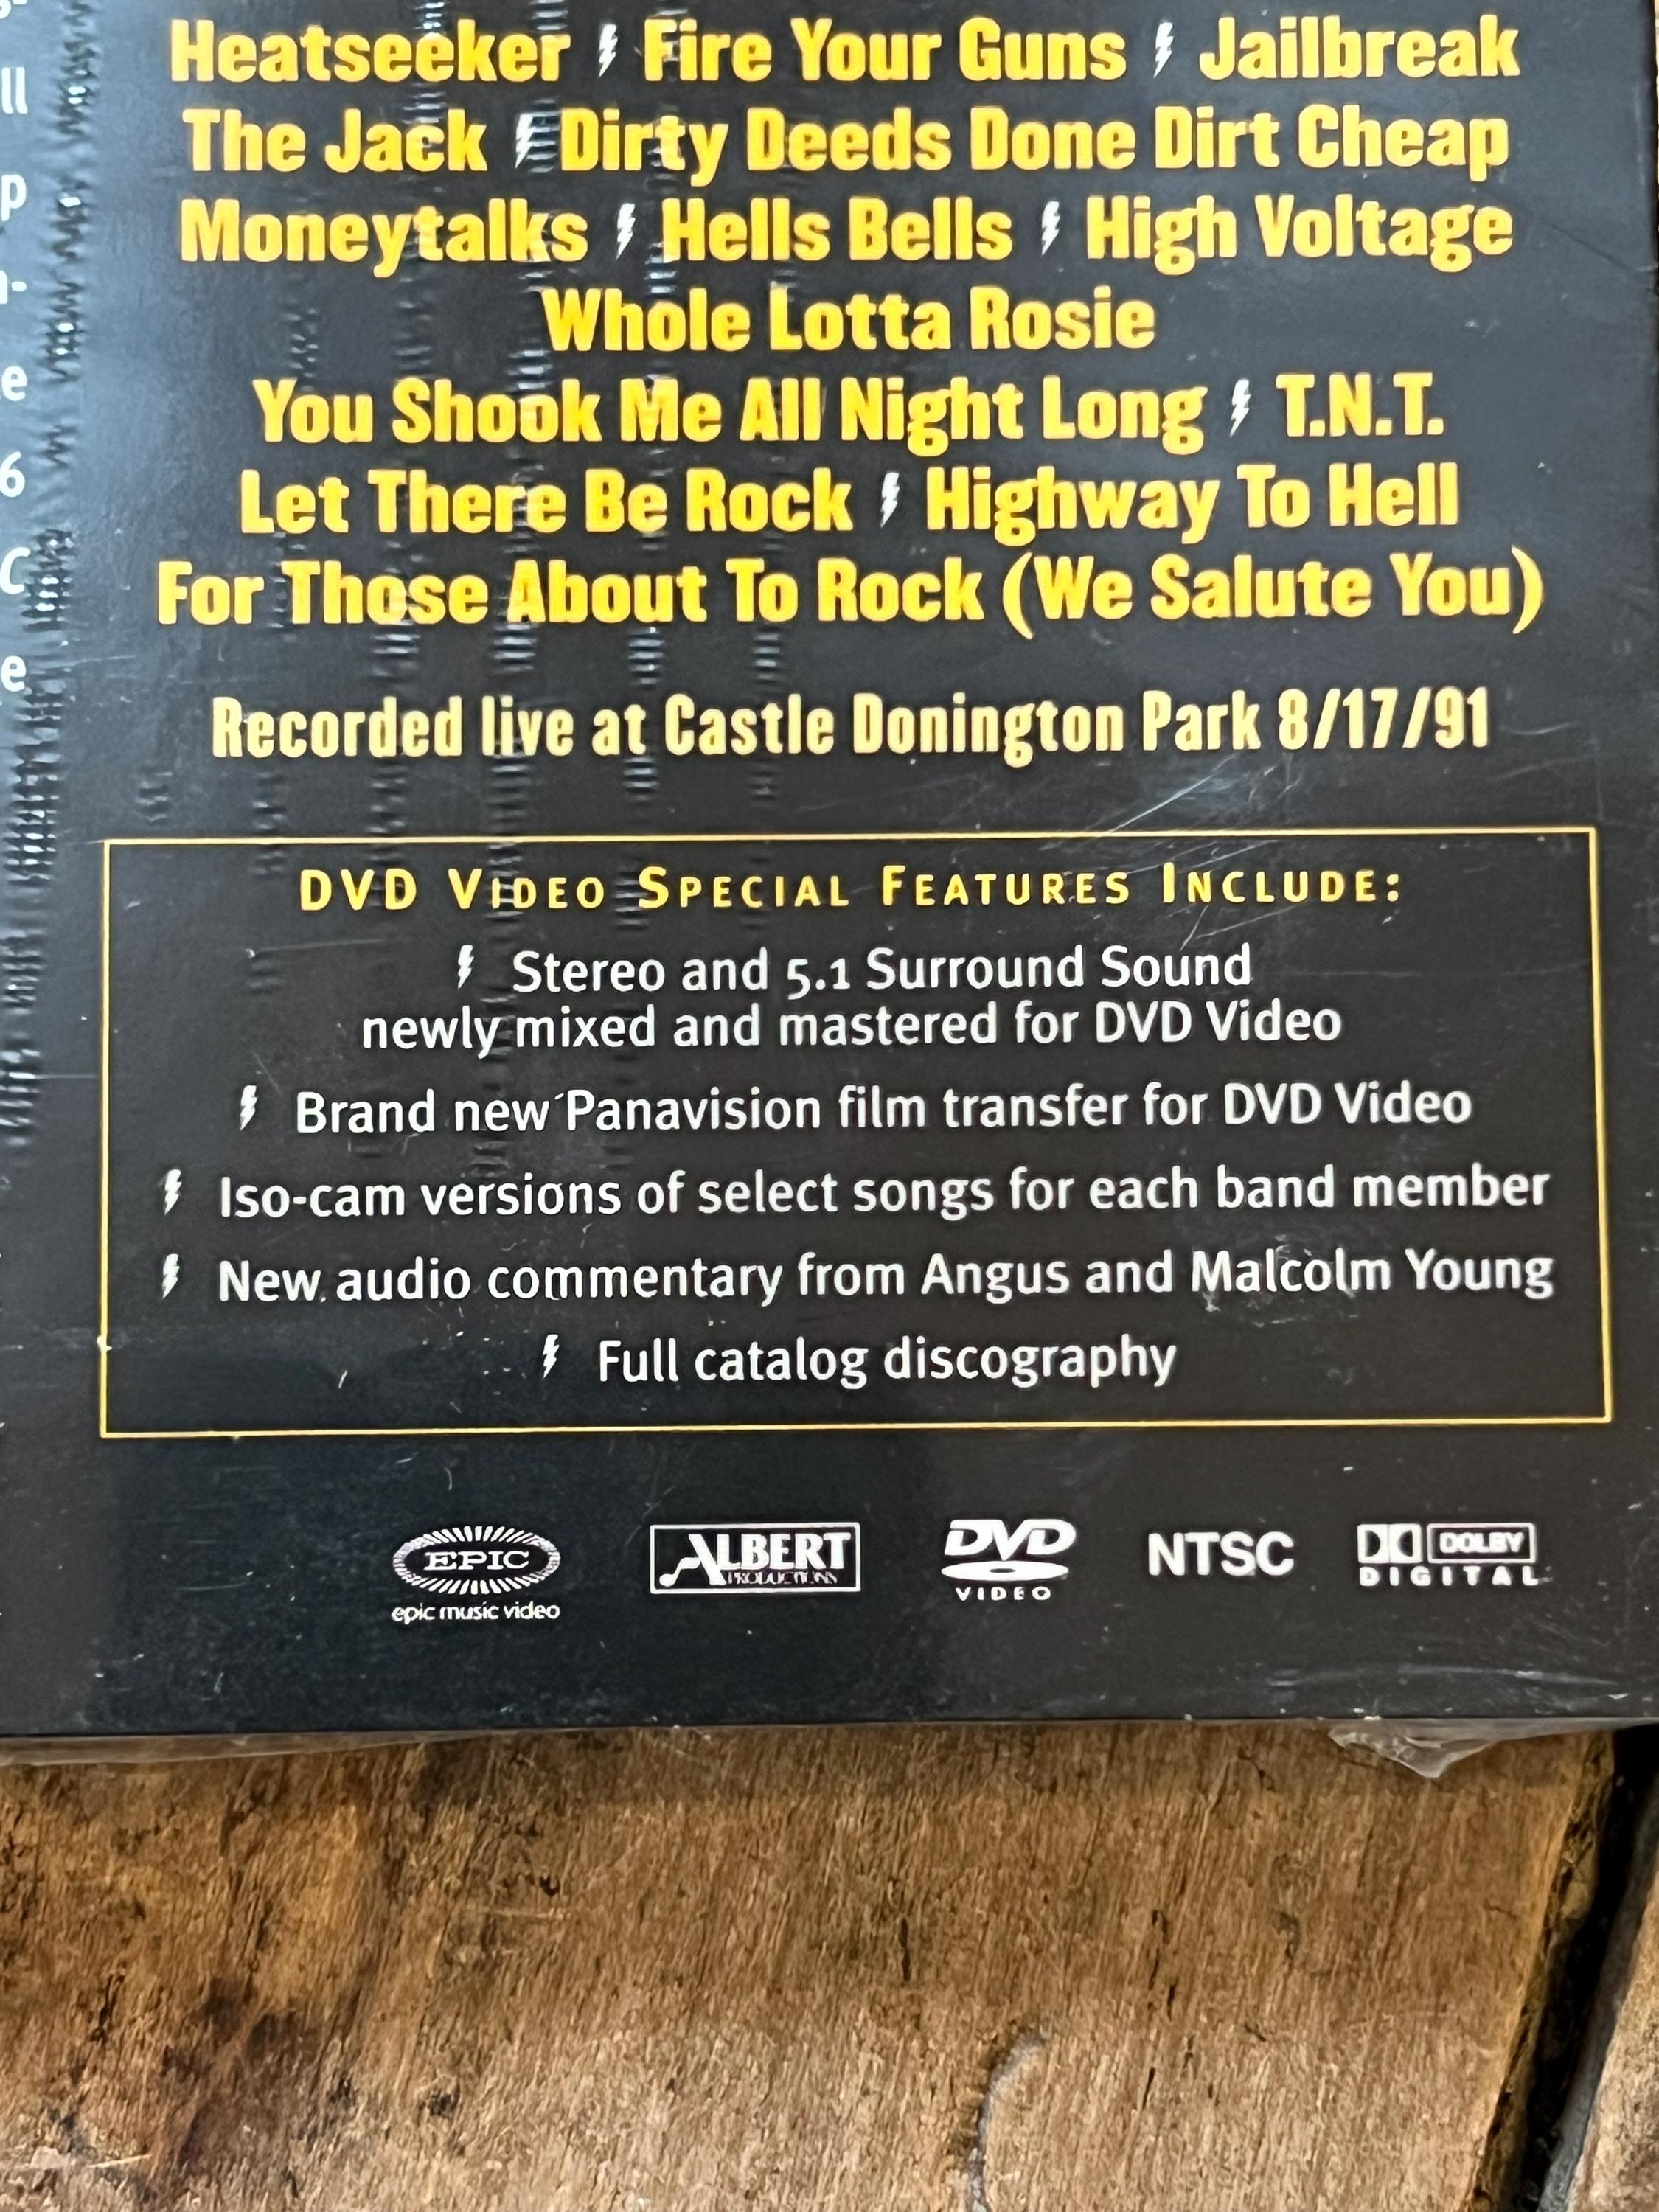 ll
p
e
6
C
e
Heatseeker Fire Your Guns Jailbreak
The Jack Dirty Deeds Done Dirt Cheap
Moneytalks Hells Bells High Voltage
Whole Lotta Rosie
You Shook Me All Night Long T.N.T.
Let There Be Rock Highway To Hell
For Those About To Rock (We Salute You)
Recorded live at Castle Donington Park 8/17/91
DVD VIDEO SPECIAL FEATURES INCLUDE:
Stereo and 5.1 Surround Sound
newly mixed and mastered for DVD Video
Brand new Panavision film transfer for DVD Video
Iso-cam versions of select songs for each band member
New audio commentary from Angus and Malcolm Young
Full catalog discography
EPIC
epic music video
ALBERT
PRODUCTIONS
DVD
VIDEO
NTSC
DOLBY
DIGITAL